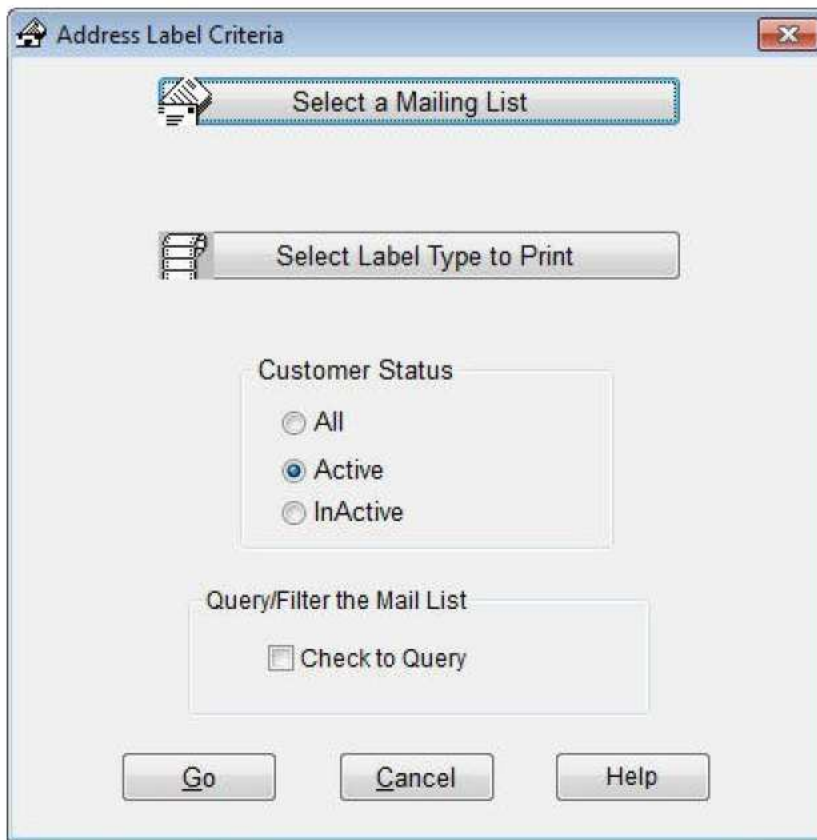 Address Label Criteria
Select a Mailing List
Select Label Type to Print
Customer Status
All
Active
InActive
Query/Filter the Mail List
Check to Query
Go Cancel Help